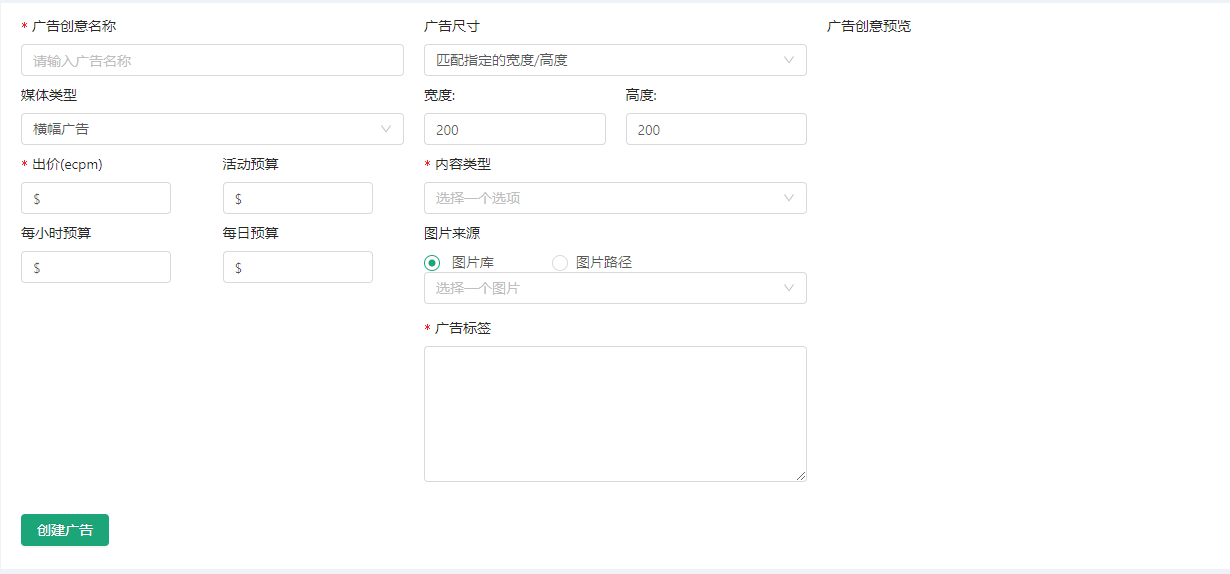 * 广告创意名称
请输入广告名称
媒体类型
横幅广告
* 出价(ecpm)
活动预算
$
$
每小时预算
每日预算
$
$
广告尺寸
匹配指定的宽度/高度
宽度:
高度:
200
200
* 内容类型
选择一个选项
图片来源
图片库
图片路径
选择一个图片
* 广告标签
广告创意预览
创建广告